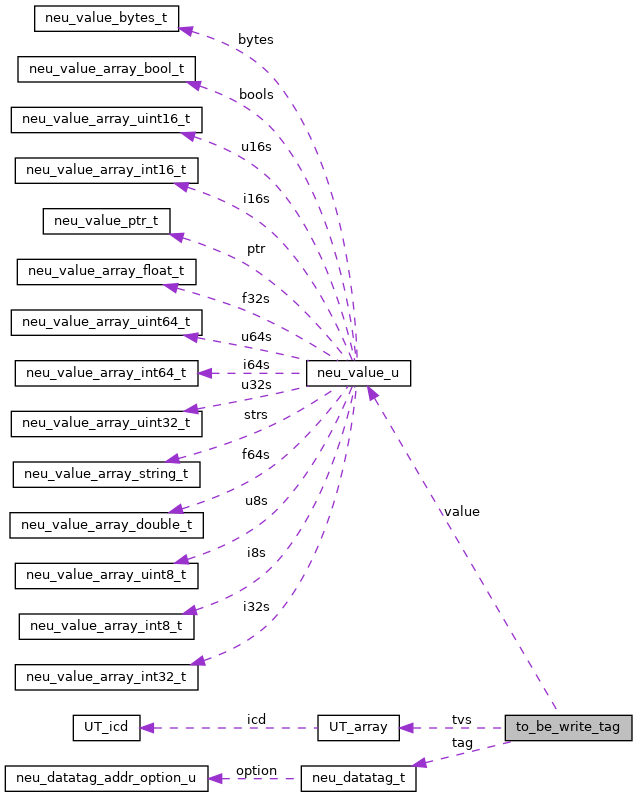 neu_value_bytes_t
bytes
neu_value_array_bool_t
bools
neu_value_array_uint16_t
u16s
neu_value_array_int16_t
i16s
neu_value_ptr_t
ptr
neu_value_array_float_t
f32s
neu_value_array_uint64_t
u64s
neu_value_array_int64_t
i64s
neu_value_u
u32s
neu_value_array_uint32_t
strs
neu_value_array_string_t
f64s
neu_value_array_double_t
u8s
neu_value_array_uint8_t
i8s
neu_value_array_int8_t
i32s
neu_value_array_int32_t
value
UT_icd
icd
UT_array
tvs
to_be_write_tag
tag
neu_datatag_addr_option_u
option
neu_datatag_t